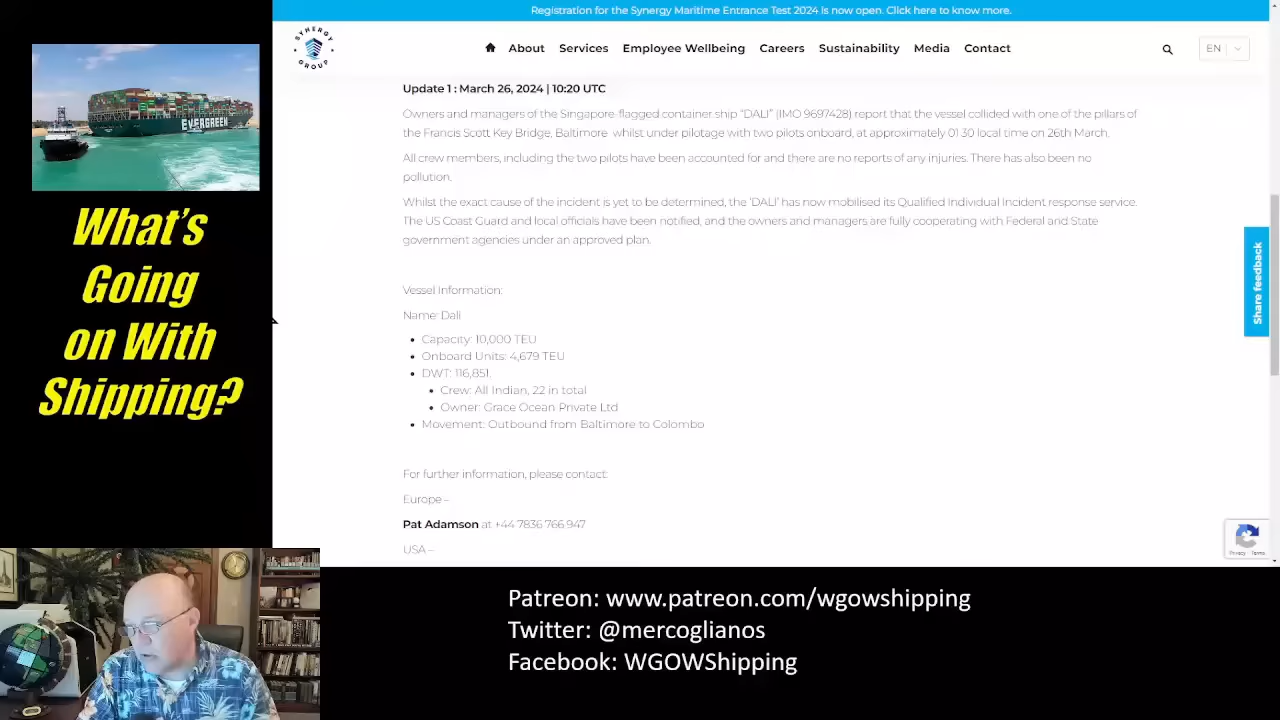 Registration for the Synergy Maritime Entrance Test 2024 is now open. Click here to know more.
SYNERGY
GROUP
About Services Employee Wellbeing Careers Sustainability Media Contact
EN
EVERGREEN
What's
Going
on With
Shipping?
Update 1 : March 26, 2024 | 10:20 UTC
Owners and managers of the Singapore-flagged container ship "DALI" (IMO 9697428) report that the vessel collided with one of the pillars of
the Francis Scott Key Bridge, Baltimore whilst under pilotage with two pilots onboard, at approximately 01:30 local time on 26th March.
All crew members, including the two pilots have been accounted for and there are no reports of any injuries. There has also been no
pollution.
Whilst the exact cause of the incident is yet to be determined, the 'DALI' has now mobilised its Qualified Individual Incident response service.
The US Coast Guard and local officials have been notified, and the owners and managers are fully cooperating with Federal and State
government agencies under an approved plan.
Vessel Information:
Name: Dali
Capacity: 10,000 TEU
Onboard Units: 4,679 TEU
DWT: 116,851.
Crew: All Indian, 22 in total
Owner: Grace Ocean Private Ltd
Movement: Outbound from Baltimore to Colombo
For further information, please contact:
Europe –
Pat Adamson at +44 7836 766 947
USA –
Share feedback
Privacy - Terms
Patreon: www.patreon.com/wgowshipping
Twitter: @mercoglianos
Facebook: WGOWShipping